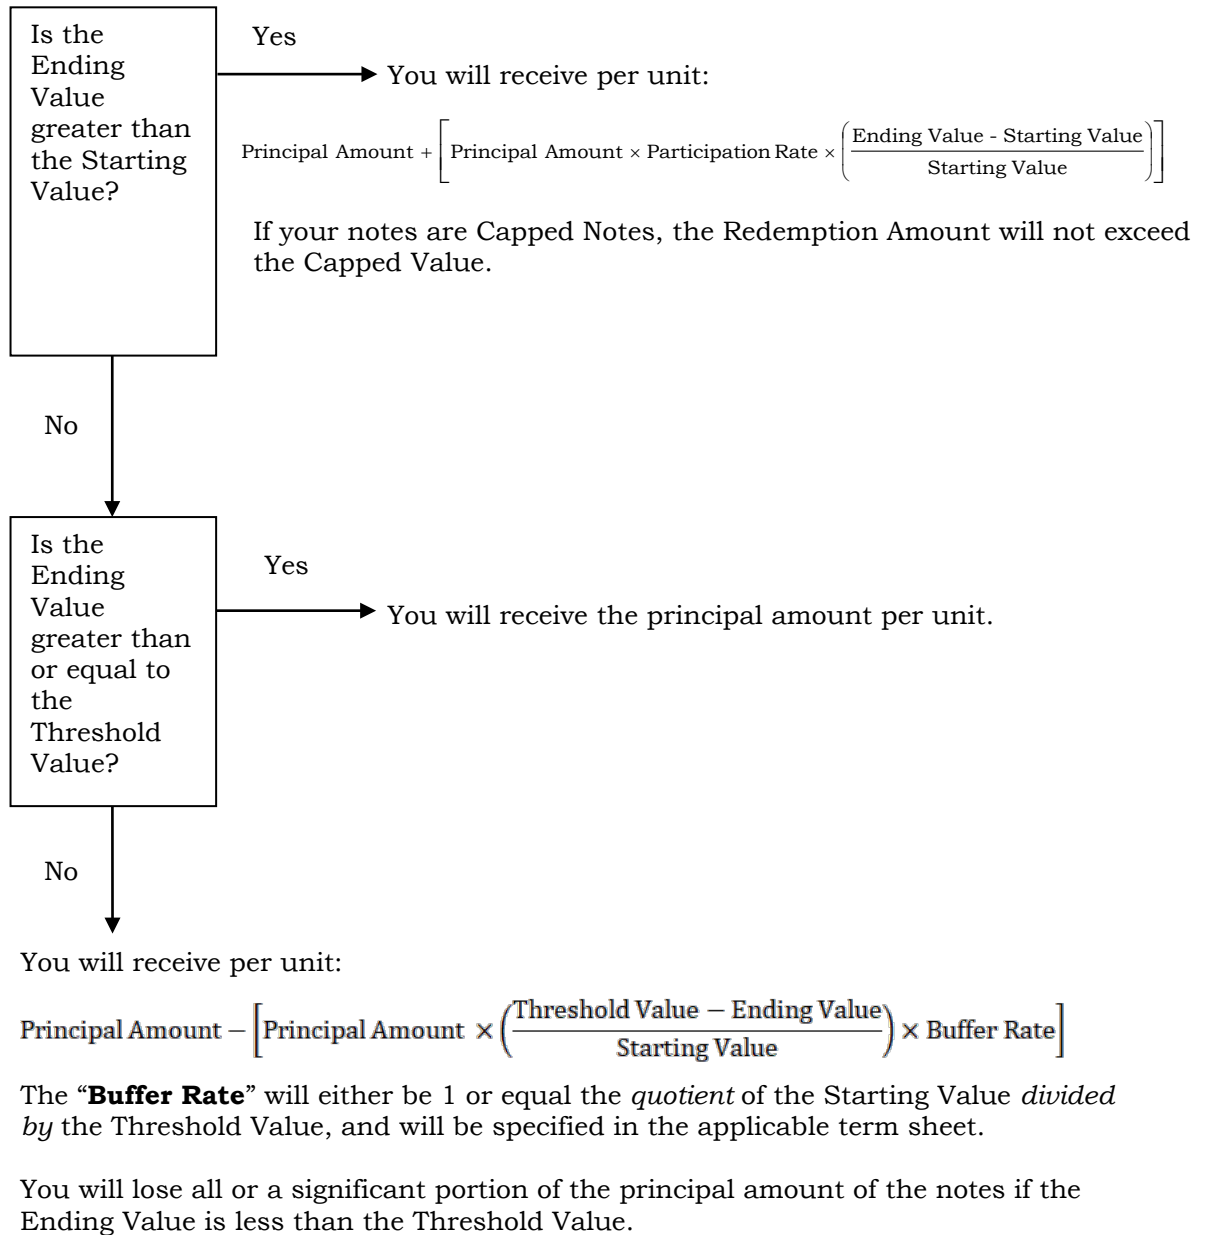 Is the
Ending
Value
greater than
the Starting
Value?
Yes
You will receive per unit:
Principal Amount + [ Principal Amount × Participation Rate × ( Ending Value - Starting Value / Starting Value ) ]
If your notes are Capped Notes, the Redemption Amount will not exceed
the Capped Value.
No
Is the
Ending
Value
greater than
or equal to
the
Threshold
Value?
Yes
You will receive the principal amount per unit.
No
You will receive per unit:
Principal Amount − [ Principal Amount × ( Threshold Value − Ending Value / Starting Value ) × Buffer Rate ]
The “Buffer Rate” will either be 1 or equal the quotient of the Starting Value divided
by the Threshold Value, and will be specified in the applicable term sheet.
You will lose all or a significant portion of the principal amount of the notes if the
Ending Value is less than the Threshold Value.